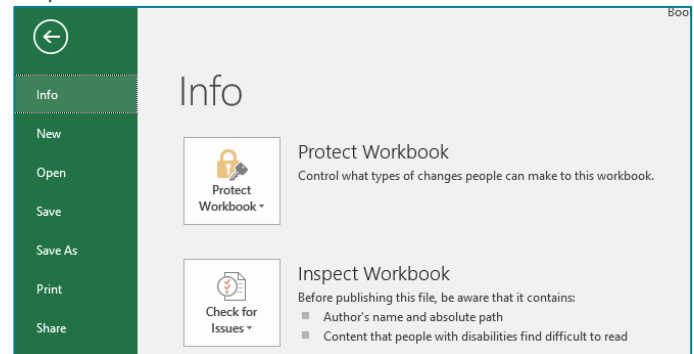 Boo
Info
New
Open
Save
Save As
Print
Share
Info
Protect
Workbook
Protect Workbook
Control what types of changes people can make to this workbook.
Check for
Issues
Inspect Workbook
Before publishing this file, be aware that it contains:
Author's name and absolute path
Content that people with disabilities find difficult to read